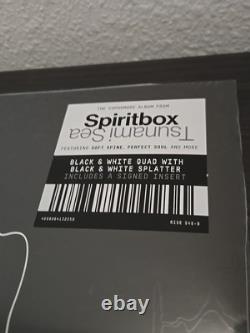 THE SOPHOMORE ALBUM FROM
Spiritbox
Tsunami Sea
FEATURING SOFT SPINE, PERFECT SOUL AND MORE
BLACK & WHITE QUAD WITH
BLACK & WHITE SPLATTER
INCLUDES A SIGNED INSERT